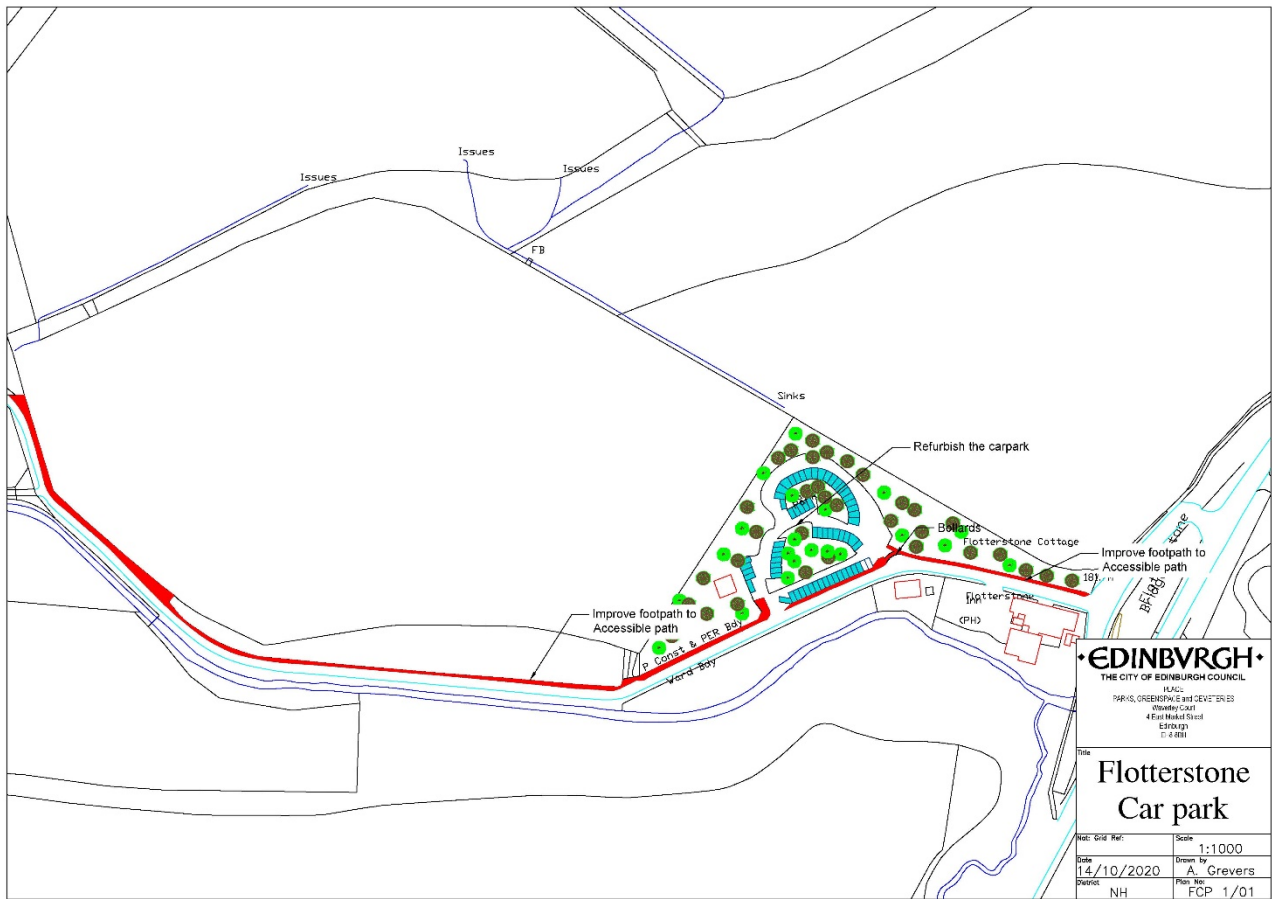 Issues
Issues
Issues
FB
Sinks
Refurbish the carpark
Bollards
Flotterstone Cottage
Improve footpath to
Accessible path
Flotterstone
Inn
(PH)
Bridge
Improve footpath to
Accessible path
P Const & PER Bdy
Ward Bdy
EDINBVRGH
THE CITY OF EDINBURGH COUNCIL
PLACE
PARKS, GREENSPACE and CEMETERIES
Waverley Court
4 East Market Street
Edinburgh
Title
Flotterstone
Car park
Nat: Grid Ref:
Scale
1:1000
Date
14/10/2020
Drawn by
A. Grevers
District
NH
Plan No:
FCP 1/01